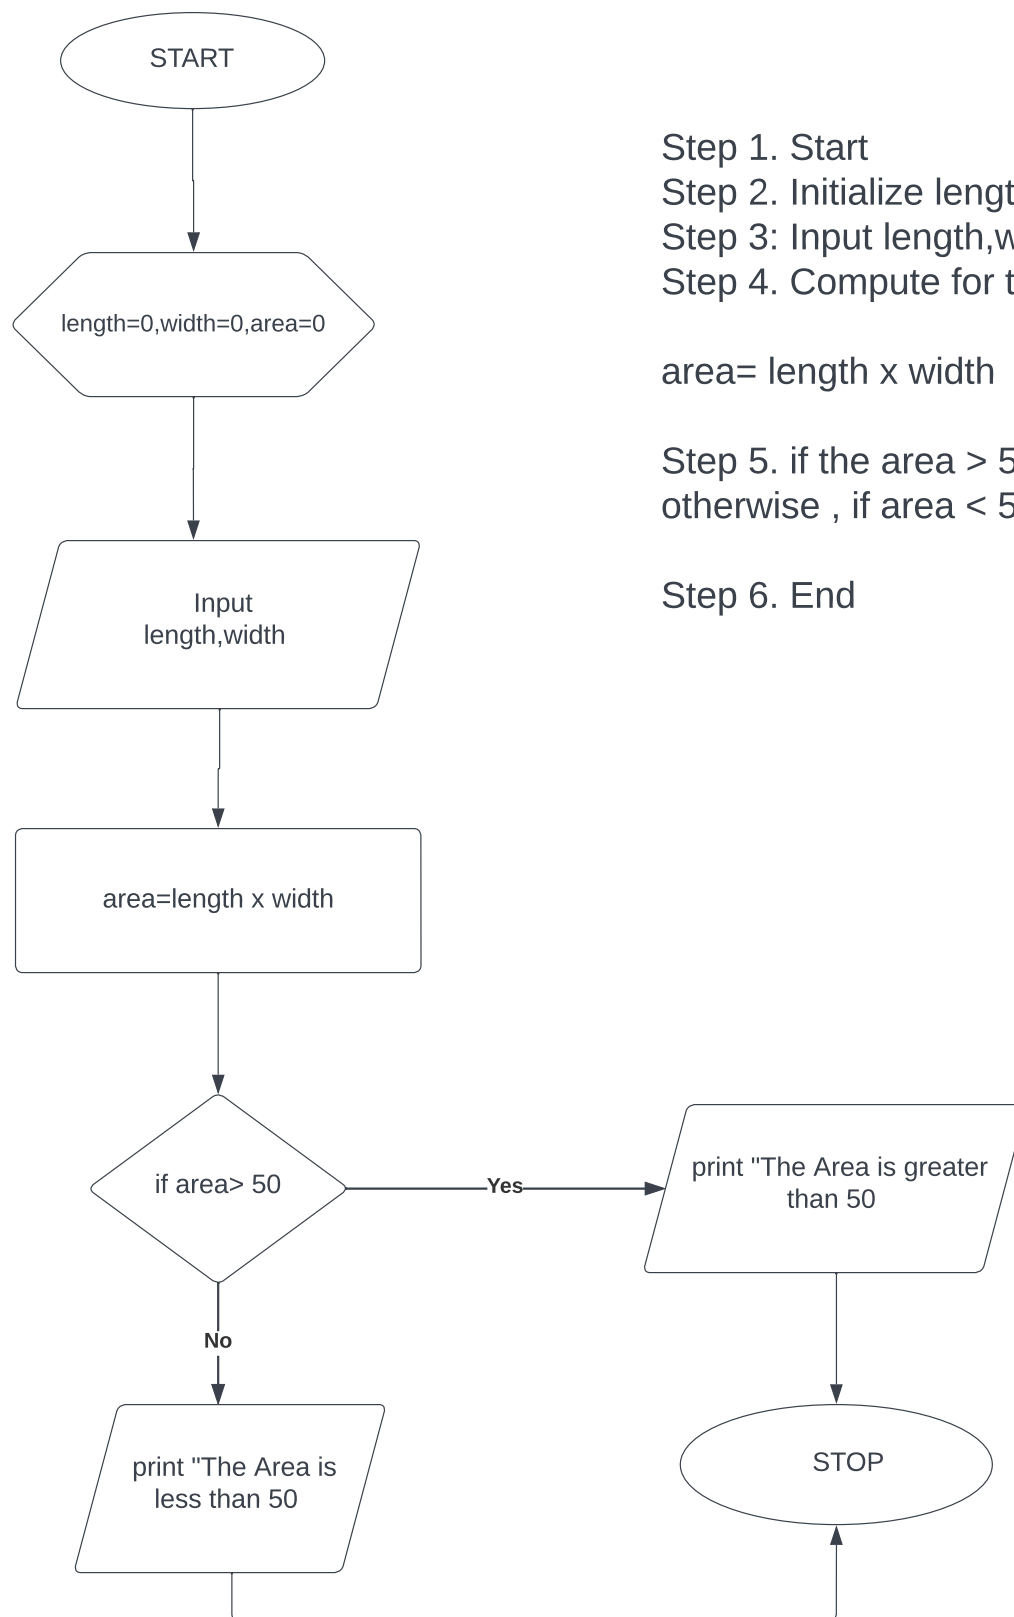 START
length=0,width=0,area=0
Input
length,width
area=length x width
if area> 50
Yes
print "The Area is greater
than 50
No
print "The Area is
less than 50
STOP
Step 1. Start
Step 2. Initialize
Step 3: Input length,
Step 4. Compute for
area= length x width
Step 5. if the area >
otherwise , if area <
Step 6. End